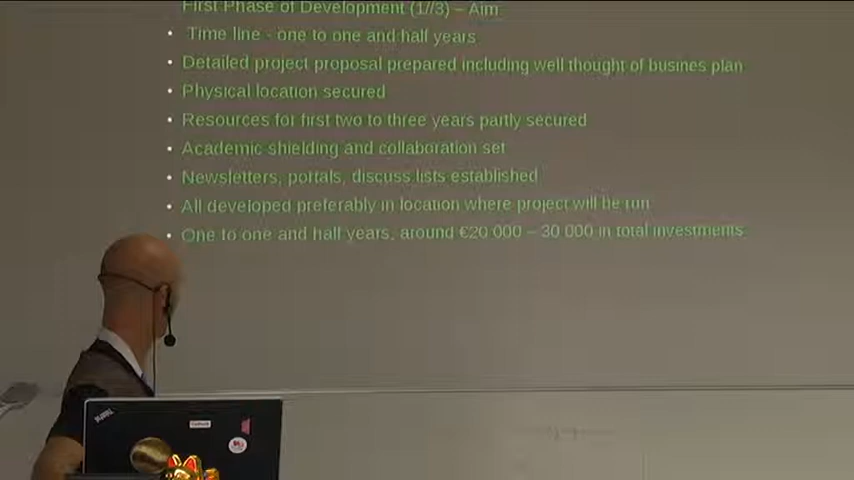 First Phase of Development (1//3) – Aim
• Time line - one to one and half years
• Detailed project proposal prepared including well thought of busines plan
• Physical location secured
• Resources for first two to three years partly secured
• Academic shielding and collaboration set
• Newsletters, portals, discuss lists established
• All developed preferably in location where project will be run
• One to one and half years, around €20 000 – 30 000 in total investments